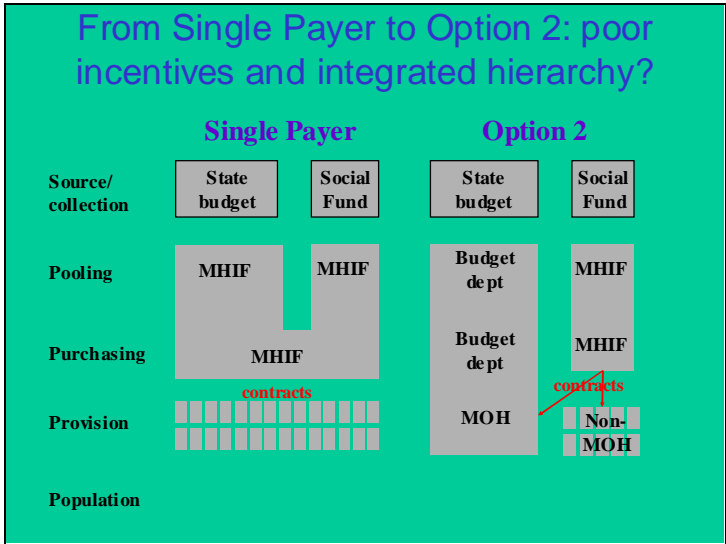 From Single Payer to Option 2: poor
incentives and integrated hierarchy?
Single Payer Option 2
Source/
collection
State
budget
Social
Fund
State
budget
Social
Fund
Pooling
MHIF
MHIF
Budget
dept
MHIF
Purchasing
MHIF
Budget
dept
MHIF
contracts
contracts
Provision
MOH
Non-
MOH
Population